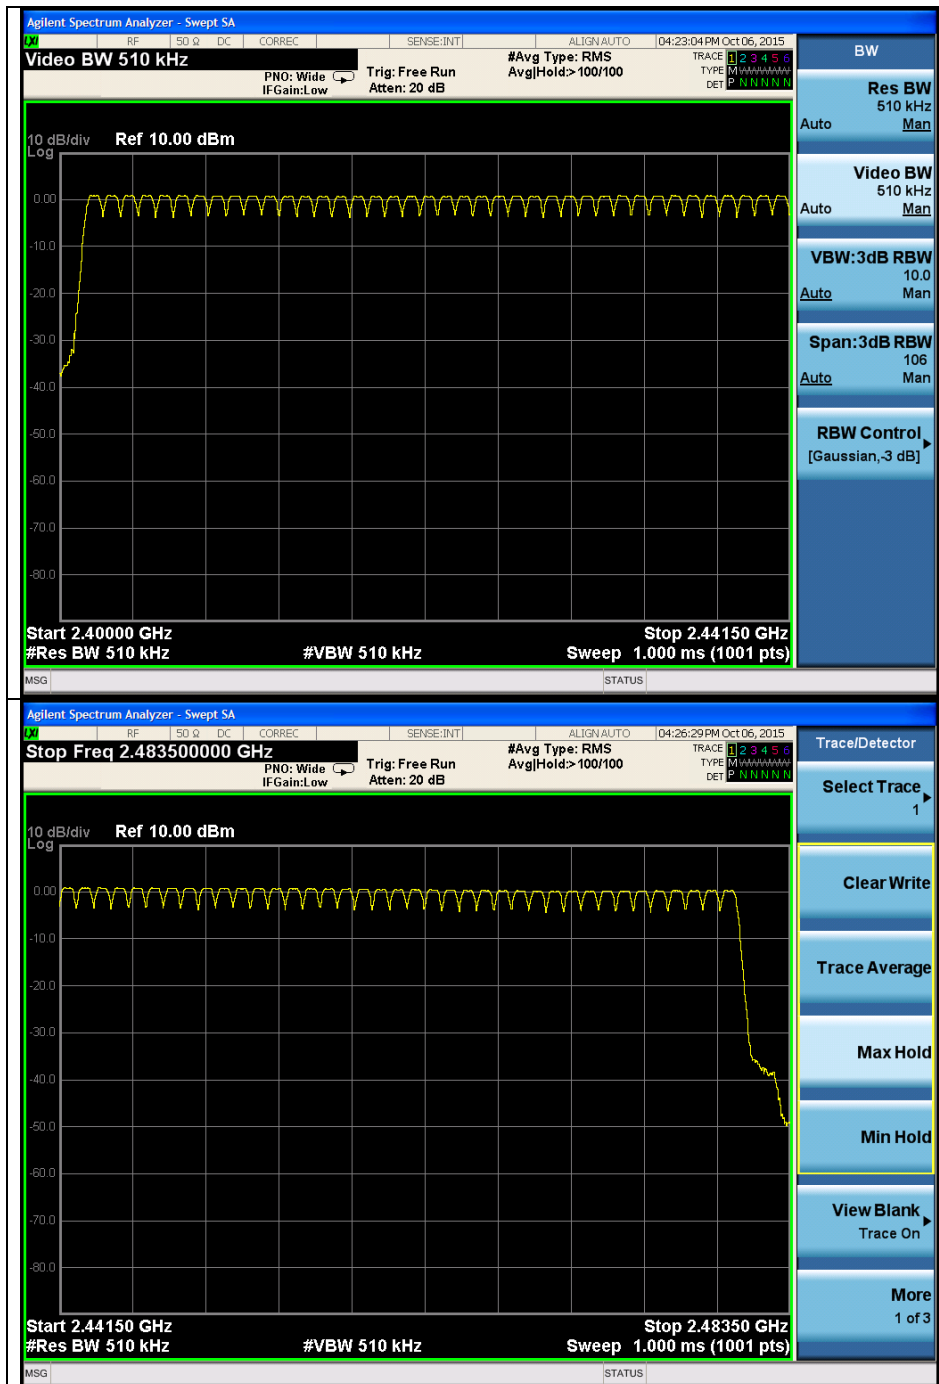 Agilent Spectrum Analyzer - Swept SA
LXI RF 50 Ω DC CORREC SENSE:INT ALIGN AUTO 04:23:04 PM Oct 06, 2015
Video BW 510 kHz
PNO: Wide
IFGain:Low
Trig: Free Run
Atten: 20 dB
#Avg Type: RMS
Avg|Hold:>100/100
TRACE 1 2 3 4 5 6
TYPE M WWWWW
DET P N N N N N
10 dB/div
Log
Ref 10.00 dBm
0.00
-10.0
-20.0
-30.0
-40.0
-50.0
-60.0
-70.0
-80.0
Start 2.40000 GHz
Stop 2.44150 GHz
#Res BW 510 kHz
#VBW 510 kHz
Sweep 1.000 ms (1001 pts)
MSG
STATUS
BW
Res BW
510 kHz
Auto Man
Video BW
510 kHz
Auto Man
VBW:3dB RBW
10.0
Auto Man
Span:3dB RBW
106
Auto Man
RBW Control
[Gaussian,-3 dB]
Agilent Spectrum Analyzer - Swept SA
LXI RF 50 Ω DC CORREC SENSE:INT ALIGN AUTO 04:26:29 PM Oct 06, 2015
Stop Freq 2.483500000 GHz
PNO: Wide
IFGain:Low
Trig: Free Run
Atten: 20 dB
#Avg Type: RMS
Avg|Hold:>100/100
TRACE 1 2 3 4 5 6
TYPE M WWWWW
DET P N N N N N
10 dB/div
Log
Ref 10.00 dBm
0.00
-10.0
-20.0
-30.0
-40.0
-50.0
-60.0
-70.0
-80.0
Start 2.44150 GHz
Stop 2.48350 GHz
#Res BW 510 kHz
#VBW 510 kHz
Sweep 1.000 ms (1001 pts)
MSG
STATUS
Trace/Detector
Select Trace
1
Clear Write
Trace Average
Max Hold
Min Hold
View Blank
Trace On
More
1 of 3